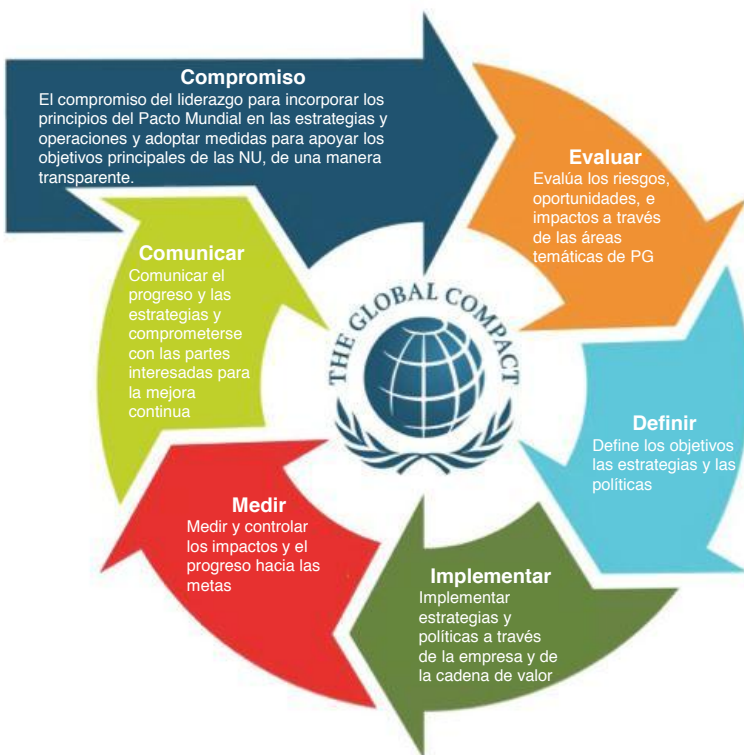 Compromiso
El compromiso del liderazgo para incorporar los
principios del Pacto Mundial en las estrategias y
operaciones y adoptar medidas para apoyar los
objetivos principales de las NU, de una manera
transparente.
Evaluar
Evalúa los riesgos,
oportunidades, e
impactos a través
de las áreas
temáticas de PG
Definir
Define los objetivos
las estrategias y las
políticas
Implementar
Implementar
estrategias y
políticas a través
de la empresa y de
la cadena de valor
Medir
Medir y controlar
los impactos y el
progreso hacia las
metas
Comunicar
Comunicar el
progreso y las
estrategias y
comprometerse
con las partes
interesadas para
la mejora
continua
THE GLOBAL COMPACT